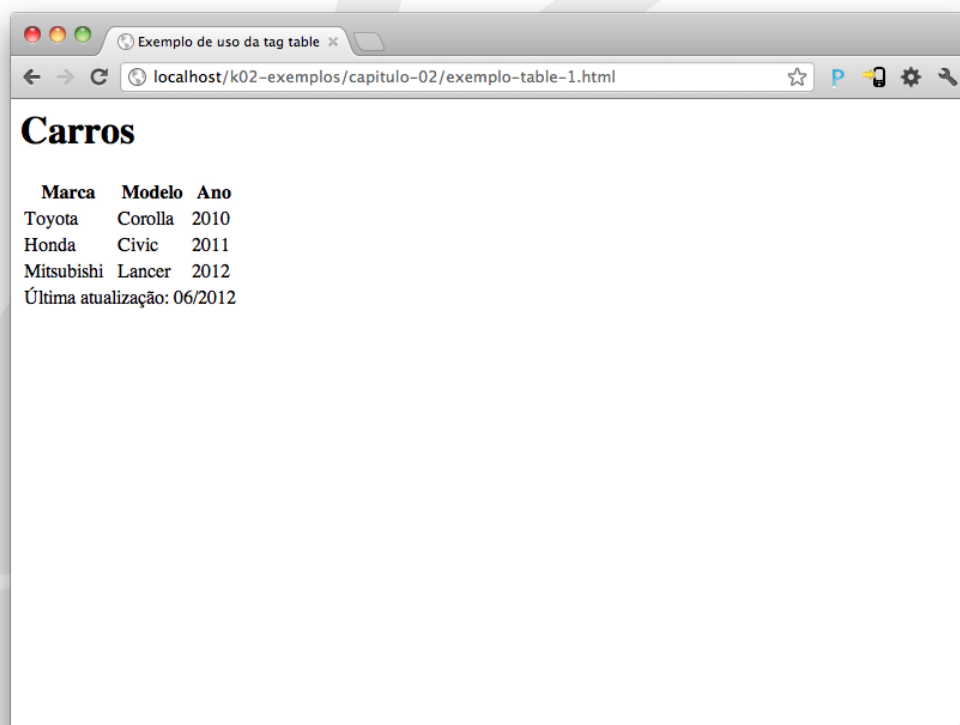 Exemplo de uso da tag table
localhost/k02-exemplos/capitulo-02/exemplo-table-1.html
P
Carros
Marca Modelo Ano
Toyota Corolla 2010
Honda Civic 2011
Mitsubishi Lancer 2012
Última atualização: 06/2012